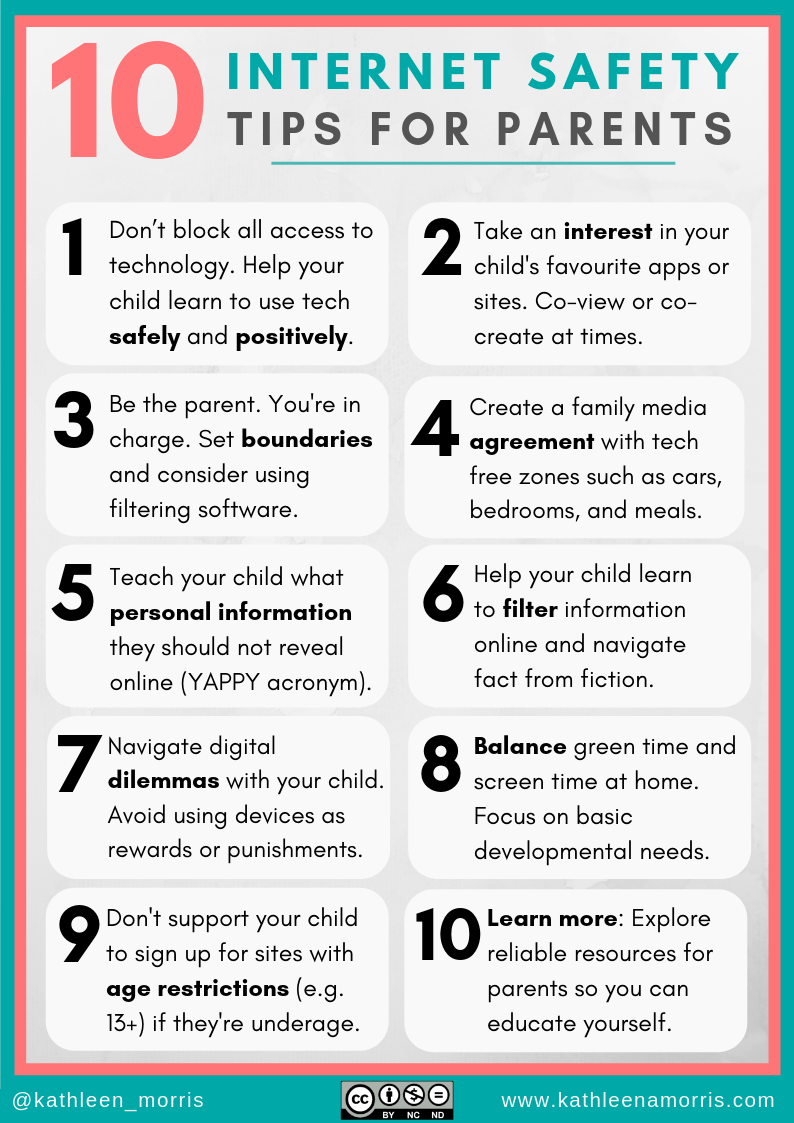 10 INTERNET SAFETY
TIPS FOR PARENTS
1 Don't block all access to
technology. Help your
child learn to use tech
safely and positively.
2 Take an interest in your
child's favourite apps or
sites. Co-view or co-
create at times.
3 Be the parent. You're in
charge. Set boundaries
and consider using
filtering software.
4 Create a family media
agreement with tech
free zones such as cars,
bedrooms, and meals.
5 Teach your child what
personal information
they should not reveal
online (YAPPY acronym).
6 Help your child learn
to filter information
online and navigate
fact from fiction.
7 Navigate digital
dilemmas with your child.
Avoid using devices as
rewards or punishments.
8 Balance green time and
screen time at home.
Focus on basic
developmental needs.
9 Don't support your child
to sign up for sites with
age restrictions (e.g.
13+) if they're underage.
10 Learn more: Explore
reliable resources for
parents so you can
educate yourself.
@kathleen_morris
cc
BY NC ND
www.kathleenamorris.com